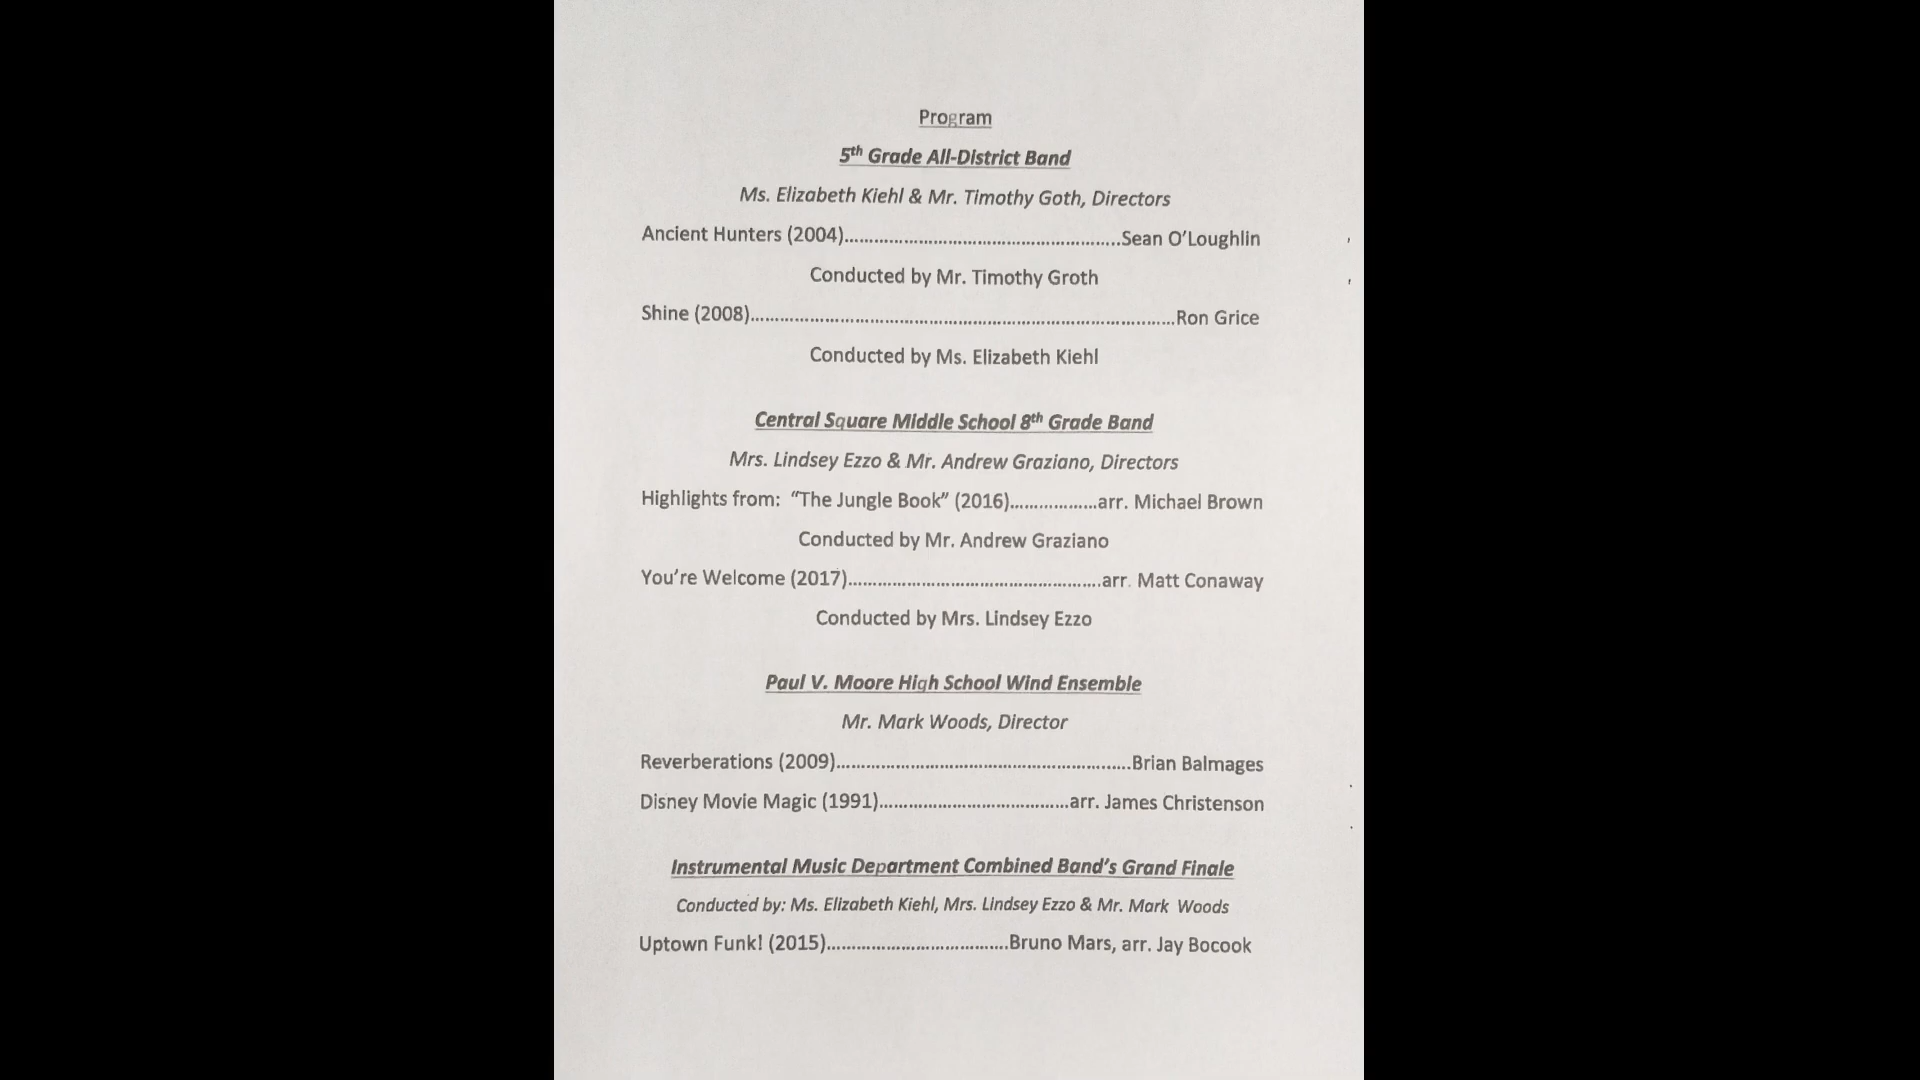 Program
5th Grade All-District Band
Ms. Elizabeth Kiehl & Mr. Timothy Goth, Directors
Ancient Hunters (2004)......................................................Sean O'Loughlin
Conducted by Mr. Timothy Groth
Shine (2008)................................................................................Ron Grice
Conducted by Ms. Elizabeth Kiehl
Central Square Middle School 8th Grade Band
Mrs. Lindsey Ezzo & Mr. Andrew Graziano, Directors
Highlights from: “The Jungle Book” (2016)..................arr. Michael Brown
Conducted by Mr. Andrew Graziano
You're Welcome (2017)..................................................arr. Matt Conaway
Conducted by Mrs. Lindsey Ezzo
Paul V. Moore High School Wind Ensemble
Mr. Mark Woods, Director
Reverberations (2009)..........................................................Brian Balmages
Disney Movie Magic (1991)......................................arr. James Christenson
Instrumental Music Department Combined Band's Grand Finale
Conducted by: Ms. Elizabeth Kiehl, Mrs. Lindsey Ezzo & Mr. Mark Woods
Uptown Funk! (2015)....................................Bruno Mars, arr. Jay Bocook